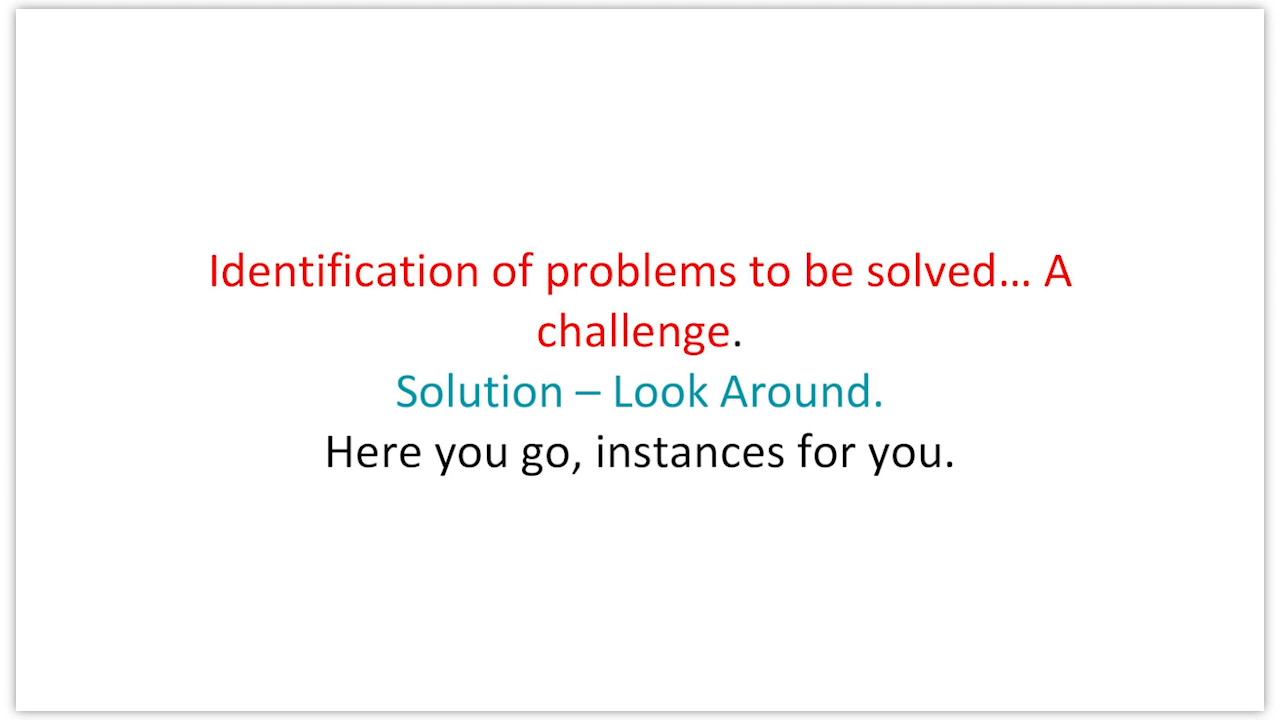 Identification of problems to be solved… A
challenge.
Solution – Look Around.
Here you go, instances for you.